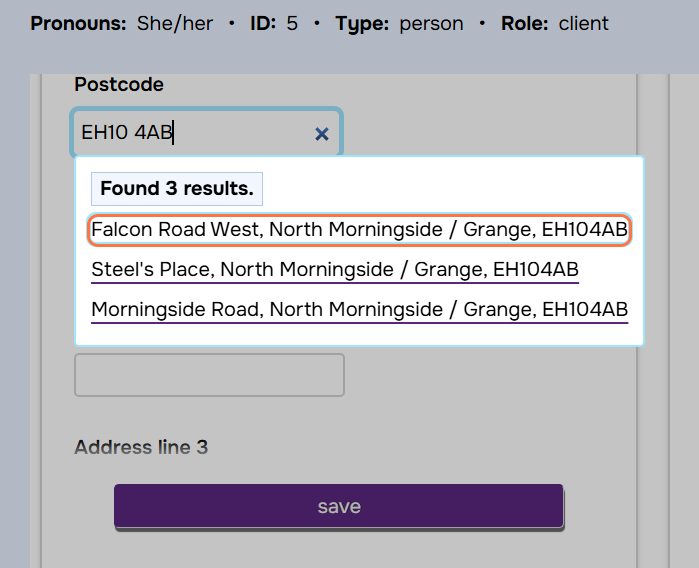 Pronouns: She/her • ID: 5 • Type: person • Role: client
Postcode
EH10 4AB
Found 3 results.
Falcon Road West, North Morningside / Grange, EH104AB
Steel's Place, North Morningside / Grange, EH104AB
Morningside Road, North Morningside / Grange, EH104AB
Address line 3
save